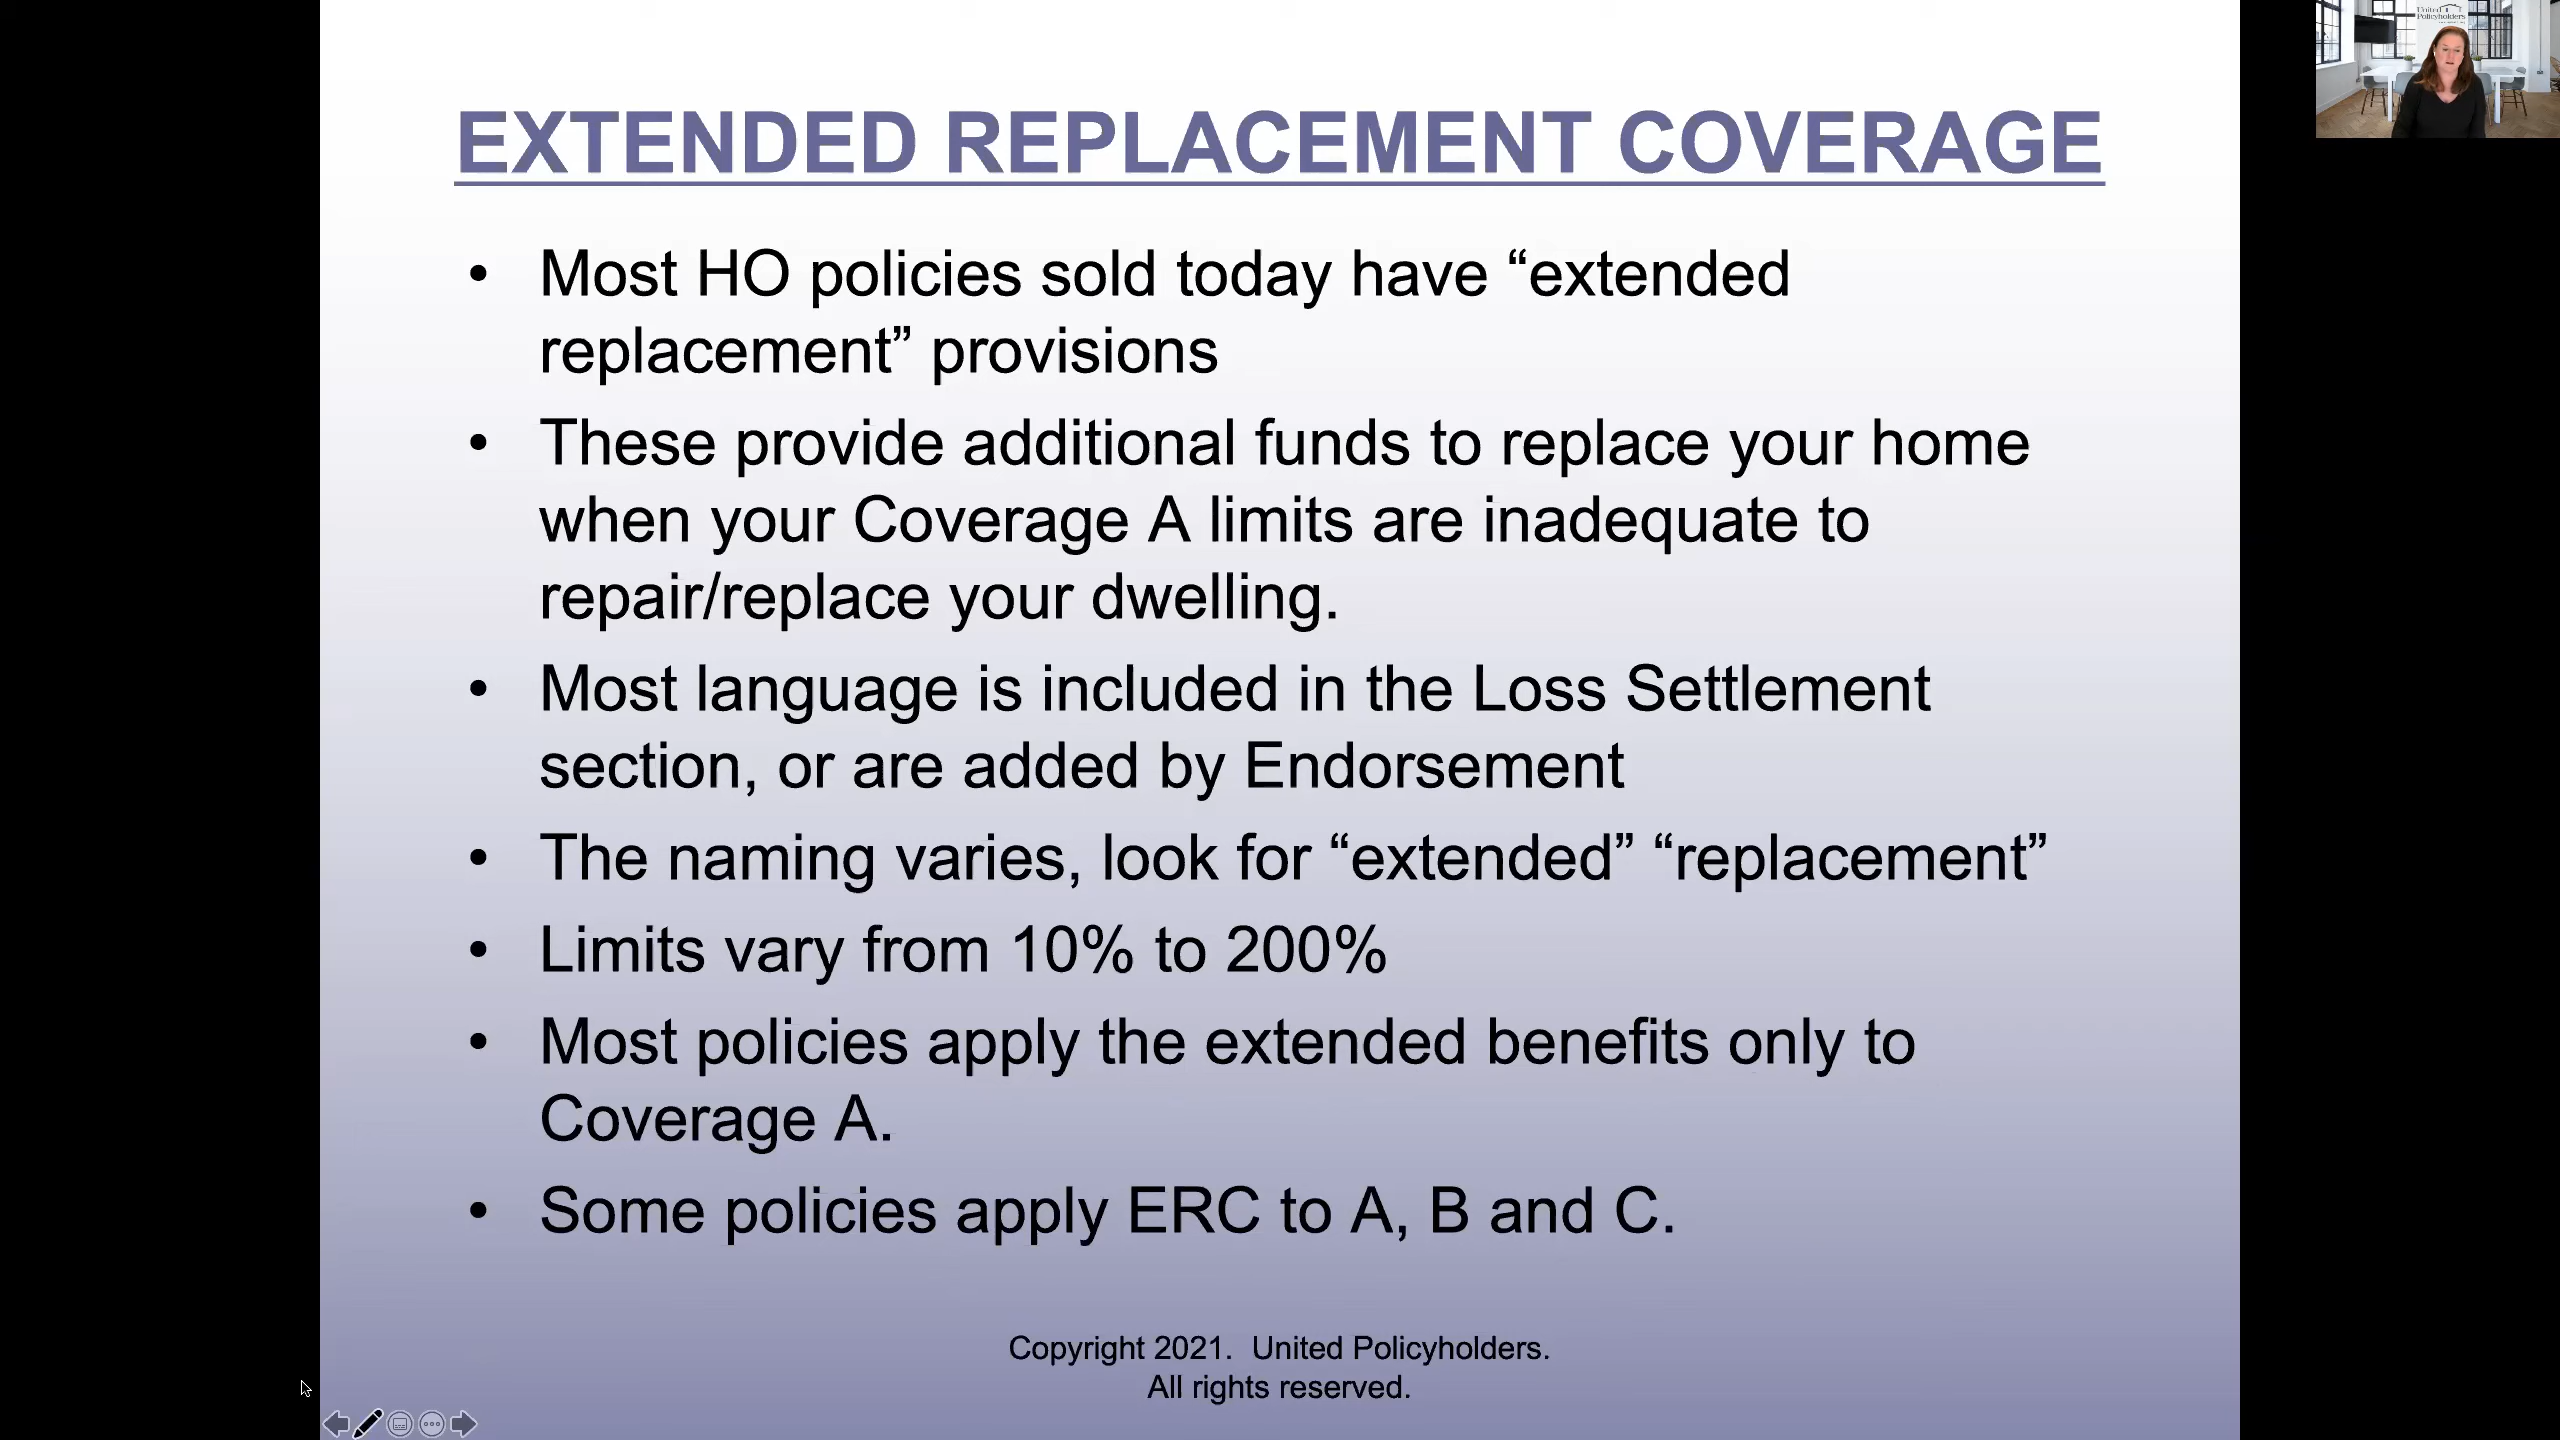 United
Policyholders
EXTENDED REPLACEMENT COVERAGE
• Most HO policies sold today have “extended
replacement” provisions
• These provide additional funds to replace your home
when your Coverage A limits are inadequate to
repair/replace your dwelling.
• Most language is included in the Loss Settlement
section, or are added by Endorsement
• The naming varies, look for “extended” “replacement”
• Limits vary from 10% to 200%
• Most policies apply the extended benefits only to
Coverage A.
• Some policies apply ERC to A, B and C.
Copyright 2021.  United Policyholders.
All rights reserved.